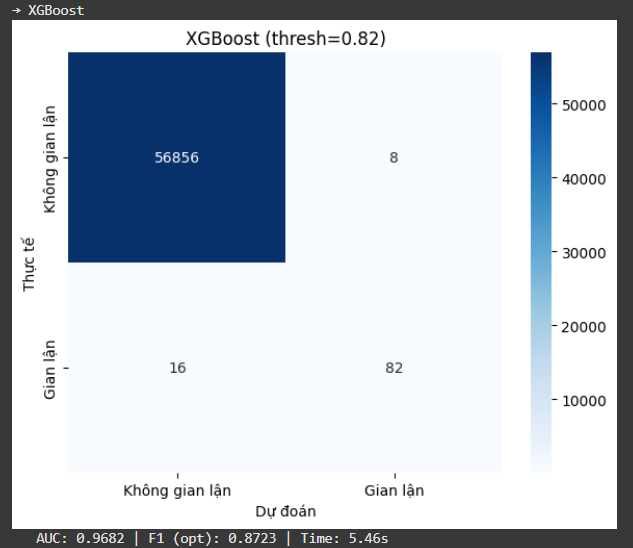 → XGBoost
XGBoost (thresh=0.82)
Thực tế
Không gian lận
Gian lận
56856
8
16
82
50000
40000
30000
20000
10000
Không gian lận
Gian lận
Dự đoán
AUC: 0.9682 | F1 (opt): 0.8723 | Time: 5.46s